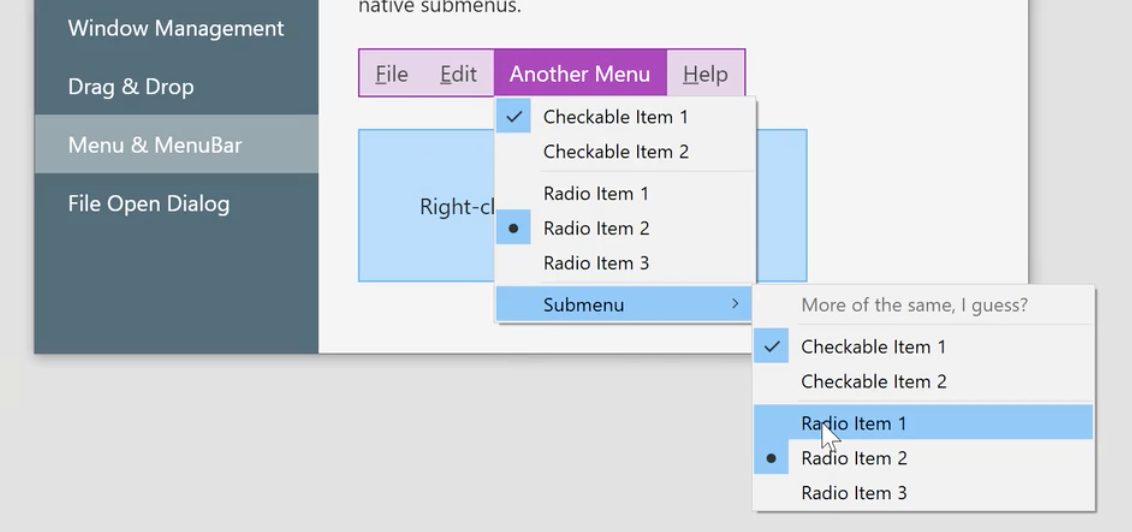 native submenus.
Window Management
Drag & Drop
Menu & MenuBar
File Open Dialog
File Edit Another Menu Help
Checkable Item 1
Checkable Item 2
Radio Item 1
Radio Item 2
Radio Item 3
Submenu
More of the same, I guess?
Checkable Item 1
Checkable Item 2
Radio Item 1
Radio Item 2
Radio Item 3